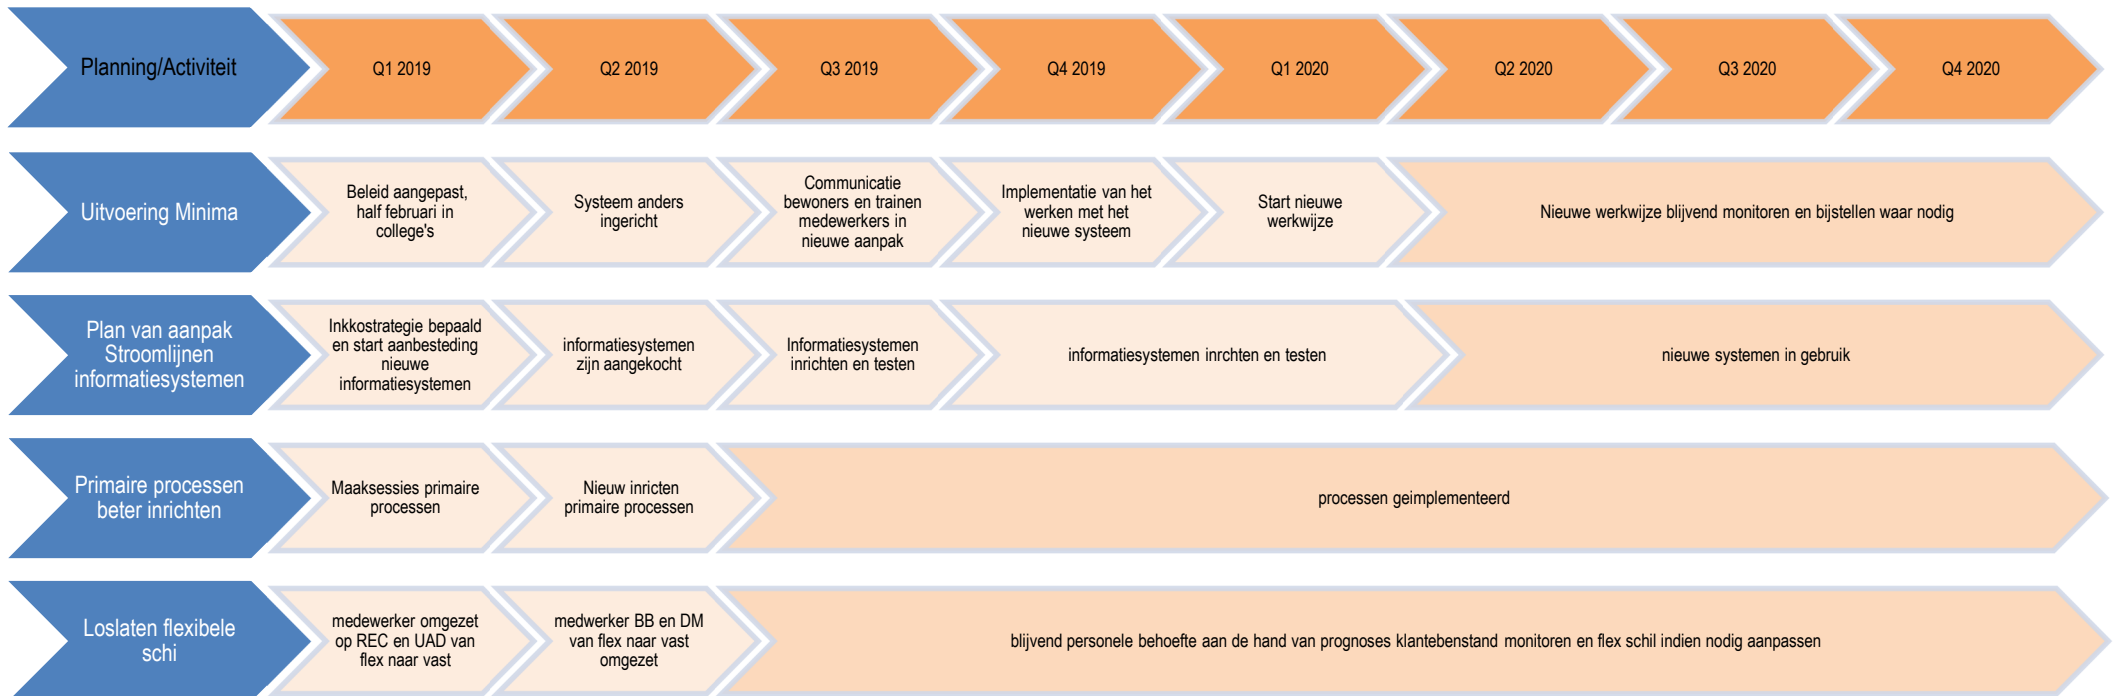 Planning/Activiteit
Q1 2019
Q2 2019
Q3 2019
Q4 2019
Q1 2020
Q2 2020
Q3 2020
Q4 2020
Uitvoering Minima
Beleid aangepast,
half februari in
college's
Systeem anders
ingericht
Communicatie
bewoners en trainen
medewerkers in
nieuwe aanpak
Implementatie van het
werken met het
nieuwe systeem
Start nieuwe
werkwijze
Nieuwe werkwijze blijvend monitoren en bijstellen waar nodig
Plan van aanpak
Stroomlijnen
informatiesystemen
Inkkostrategie bepaald
en start aanbesteding
nieuwe
informatiesystemen
informatiesystemen
zijn aangekocht
Informatiesystemen
inrichten en testen
informatiesystemen inrchten en testen
nieuwe systemen in gebruik
Primaire processen
beter inrichten
Maaksessies primaire
processen
Nieuw inricten
primaire processen
processen geimplementeerd
Loslaten flexibele
schi
medewerker omgezet
op REC en UAD van
flex naar vast
medwerker BB en DM
van flex naar vast
omgezet
blijvend personele behoefte aan de hand van prognoses klantebenstand monitoren en flex schil indien nodig aanpassen